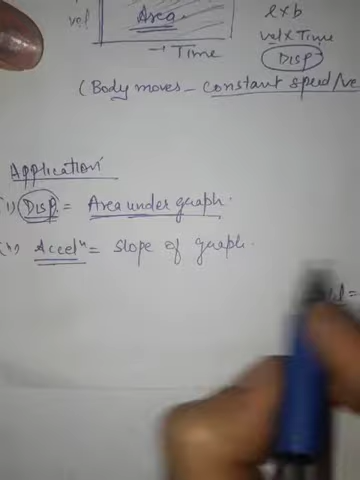 vel
Area
→ Time
l x b
vel x Time
DISP
(Body moves - constant speed/ve
Application
(i) DISP = Area under graph.
(ii) Accelⁿ = slope of graph.